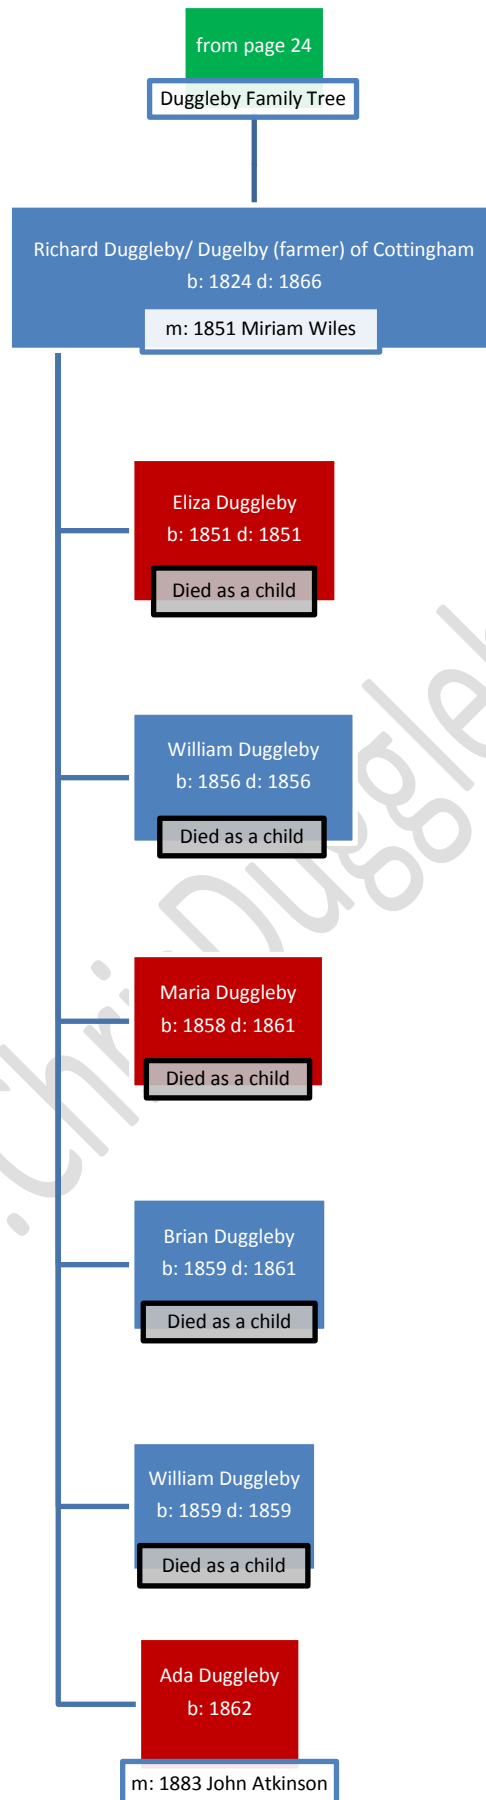 from page 24
Duggleby Family Tree
Richard Duggleby/ Dugelby (farmer) of Cottingham
b: 1824 d: 1866
m: 1851 Miriam Wiles
Eliza Duggleby
b: 1851 d: 1851
Died as a child
William Duggleby
b: 1856 d: 1856
Died as a child
Maria Duggleby
b: 1858 d: 1861
Died as a child
Brian Duggleby
b: 1859 d: 1861
Died as a child
William Duggleby
b: 1859 d: 1859
Died as a child
Ada Duggleby
b: 1862
m: 1883 John Atkinson